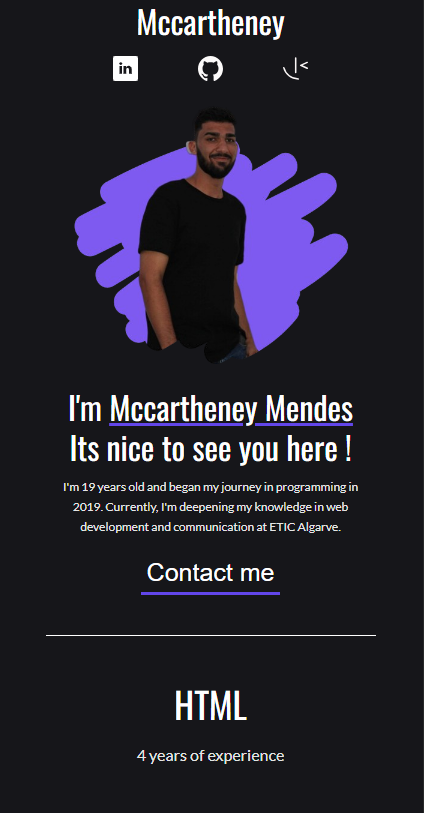 Mccartheney
in
I'm Mccartheney Mendes
Its nice to see you here !
I'm 19 years old and began my journey in programming in
2019. Currently, I'm deepening my knowledge in web
development and communication at ETIC Algarve.
Contact me
HTML
4 years of experience